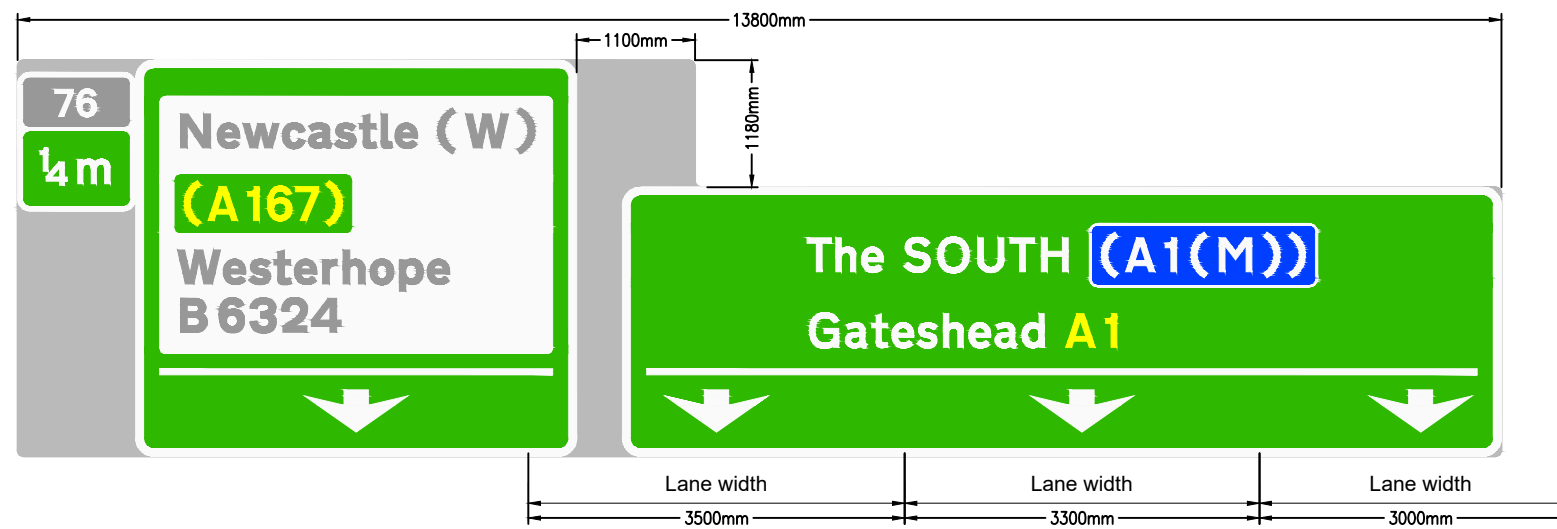 13800mm
1100mm
1180mm
76
¼ m
Newcastle (W)
(A167)
Westerhope
B6324
The SOUTH (A1(M))
Gateshead A1
Lane width Lane width Lane width
3500mm 3300mm 3000mm